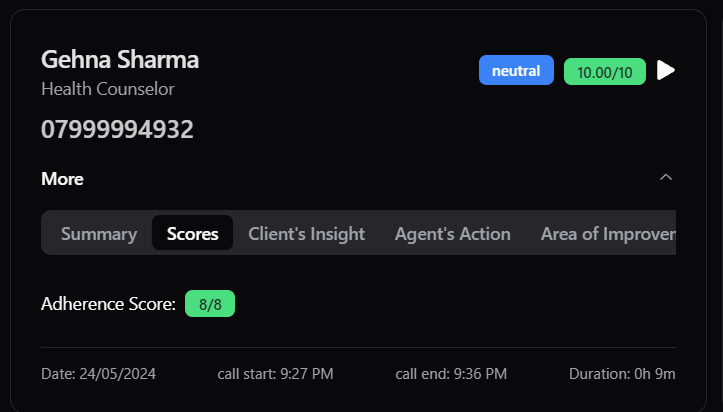 Gehna Sharma
Health Counselor
neutral
10.00/10
07999994932
More
Summary Scores Client's Insight Agent's Action Area of Improver
Adherence Score: 8/8
Date: 24/05/2024 call start: 9:27 PM call end: 9:36 PM Duration: 0h 9m